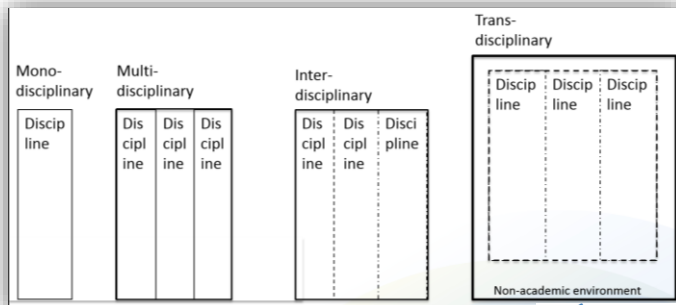 Mono-
disciplinary
Discip
line
Multi-
disciplinary
Dis
cipl
ine
Dis
cipl
ine
Dis
cipl
ine
Inter-
disciplinary
Dis
cipl
ine
Dis
cipl
ine
Disci
pline
Trans-
disciplinary
Discip
line
Discip
line
Discip
line
Non-academic environment